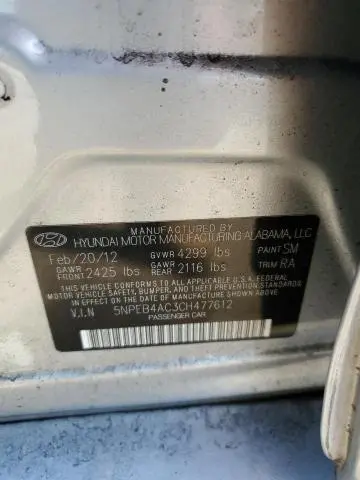 MANUFACTURED BY
HYUNDAI MOTOR MANUFACTURING ALABAMA, LLC
Feb/20/12 GVWR 4299 lbs PAINT SM
GAWR FRONT 2425 lbs GAWR REAR 2116 lbs TRIM RA
THIS VEHICLE CONFORMS TO ALL APPLICABLE U.S. FEDERAL
MOTOR VEHICLE SAFETY, BUMPER, AND THEFT PREVENTION STANDARDS
IN EFFECT ON THE DATE OF MANUFACTURE SHOWN ABOVE.
V.I.N 5NPEB4AC3CH477612
PASSENGER CAR